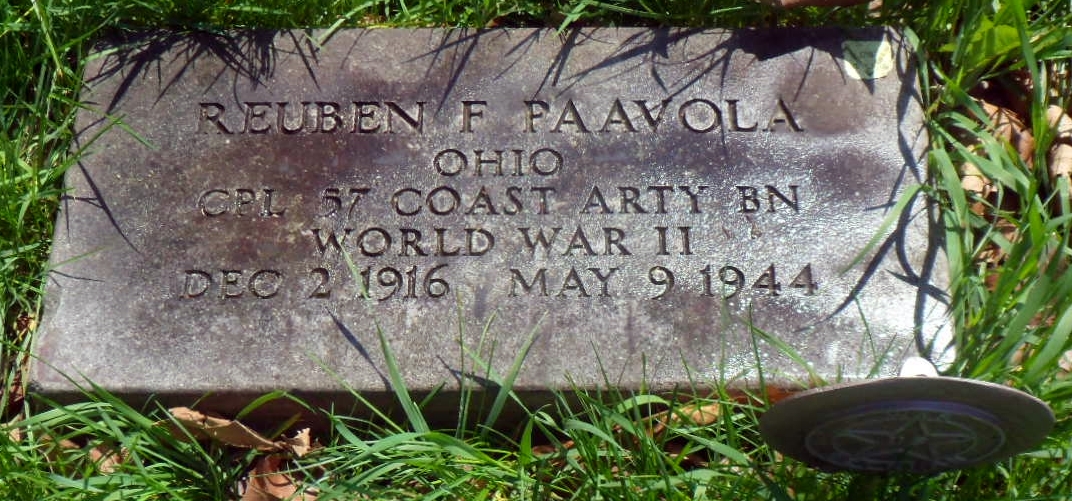 REUBEN F PAAVOLA
OHIO
CPL 57 COAST ARTY BN
WORLD WAR II
DEC 2 1916 MAY 9 1944